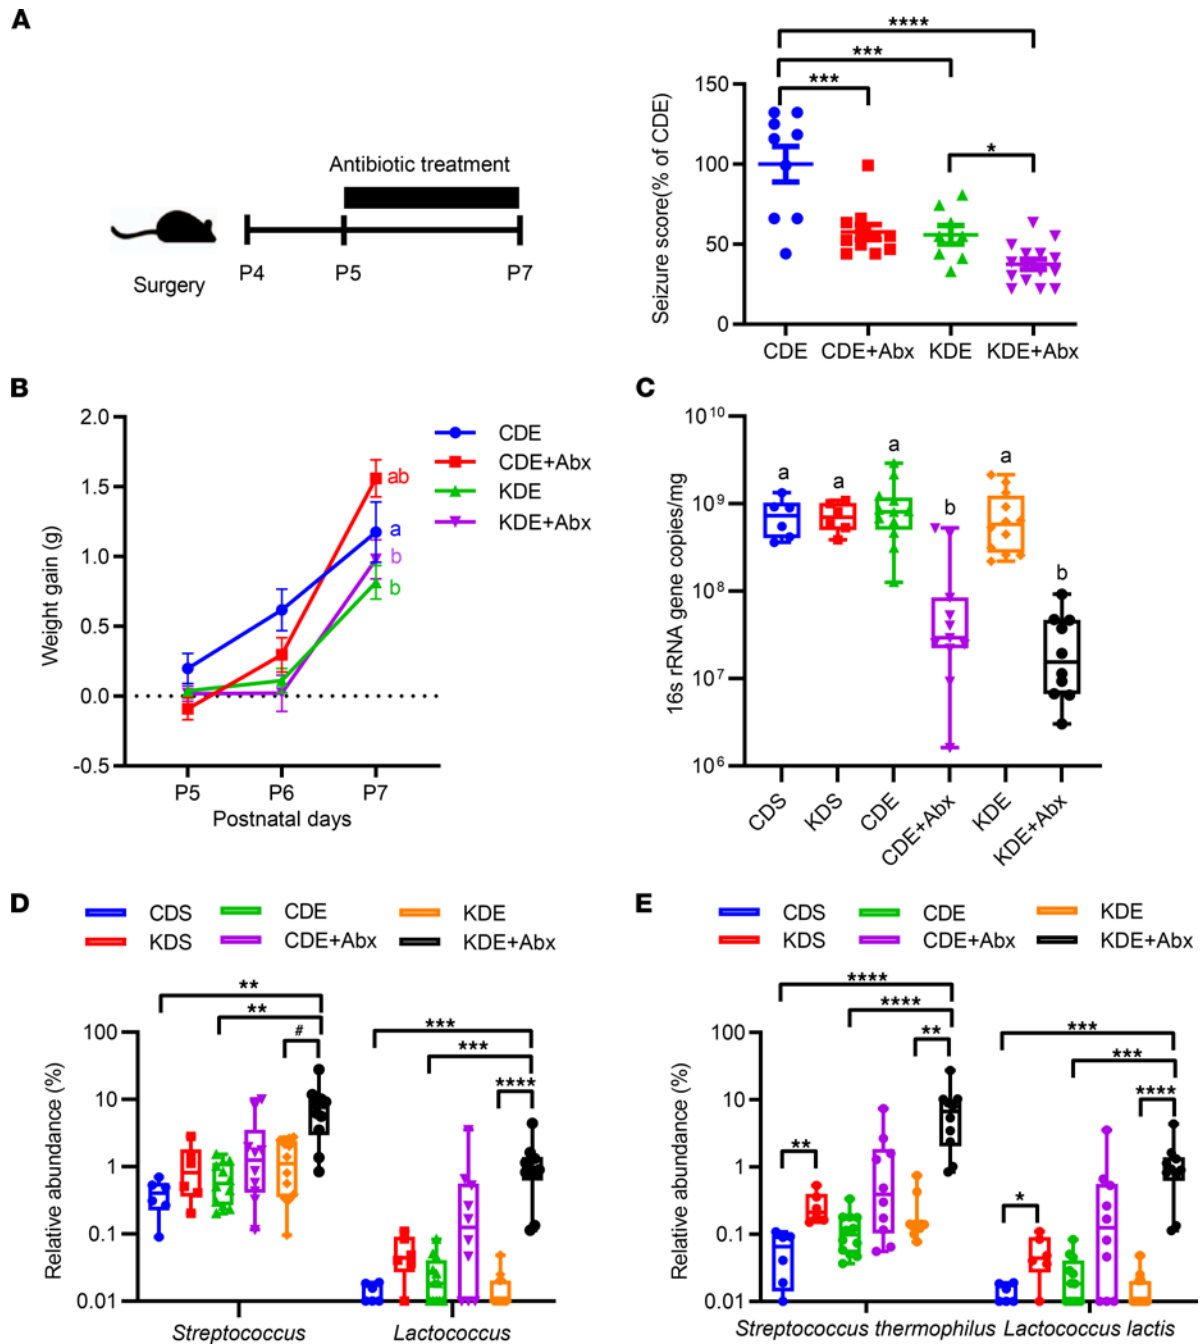 A
Antibiotic treatment
Surgery
P4
P5
P7
Seizure score(% of CDE)
150
100
50
0
****
***
***
*
CDE
CDE+Abx
KDE
KDE+Abx
B
Weight gain (g)
2.0
1.5
1.0
0.5
0.0
-0.5
CDE
CDE+Abx
KDE
KDE+Abx
ab
a
b
b
P5
P6
P7
Postnatal days
C
16s rRNA gene copies/mg
10^10
10^9
10^8
10^7
10^6
a
a
a
b
a
b
CDS
KDS
CDE
CDE+Abx
KDE
KDE+Abx
D
CDS
CDE
KDE
KDS
CDE+Abx
KDE+Abx
Relative abundance (%)
100
10
1
0.1
0.01
**
**
#
***
***
****
Streptococcus
Lactococcus
E
CDS
CDE
KDE
KDS
CDE+Abx
KDE+Abx
Relative abundance (%)
100
10
1
0.1
0.01
****
****
**
**
***
***
****
*
Streptococcus thermophilus
Lactococcus lactis